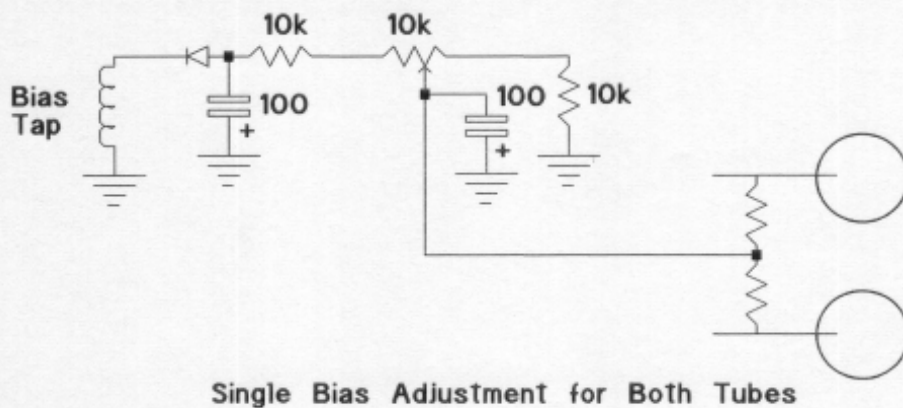 10k
10k
Bias
Tap
100
+
100
+
10k
Single Bias Adjustment for Both Tubes